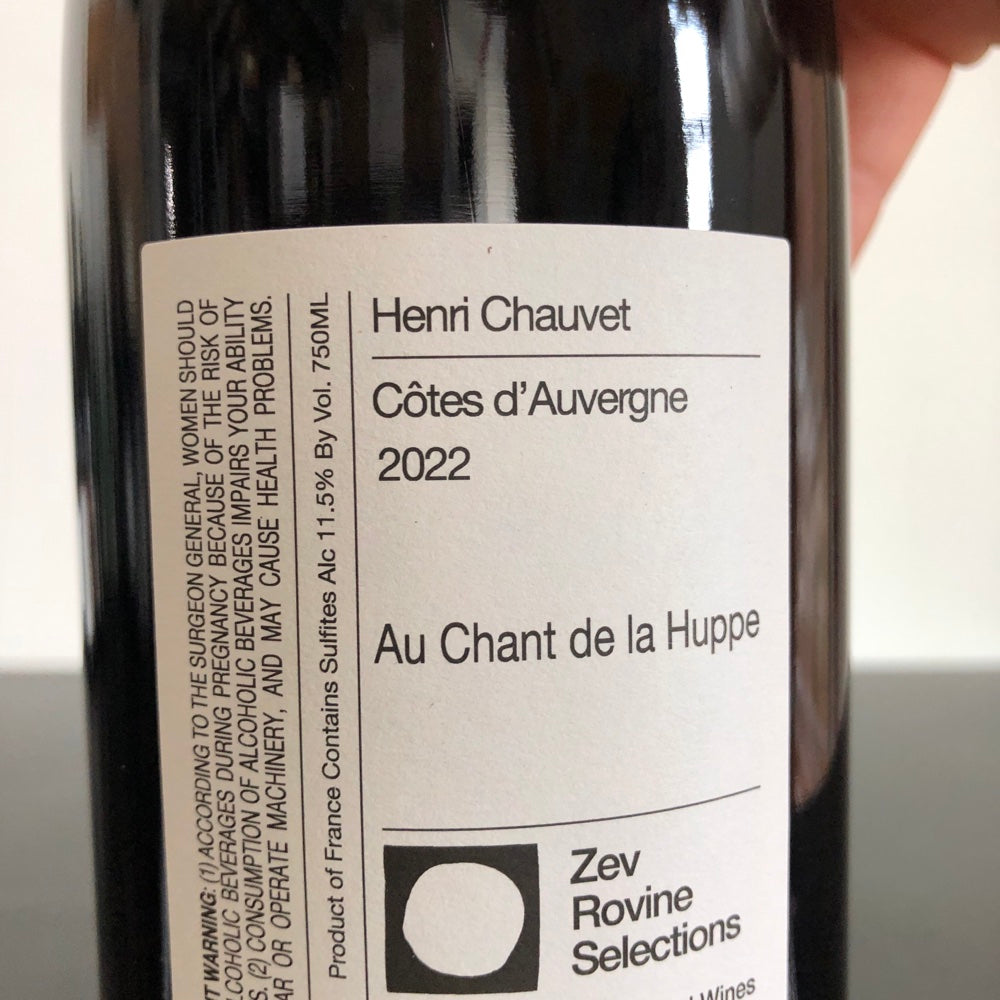 Henri Chauvet
Côtes d'Auvergne
2022
Au Chant de la Huppe
Zev
Rovine
Selections
Wines
Product of France Contains Sulfites Alc 11.5% By Vol. 750ML
WARNING: (1) ACCORDING TO THE SURGEON GENERAL, WOMEN SHOULD
BEVERAGES DURING PREGNANCY BECAUSE OF THE RISK OF
(2) CONSUMPTION OF ALCOHOLIC BEVERAGES IMPAIRS YOUR ABILITY
OR OPERATE MACHINERY, AND MAY CAUSE HEALTH PROBLEMS.